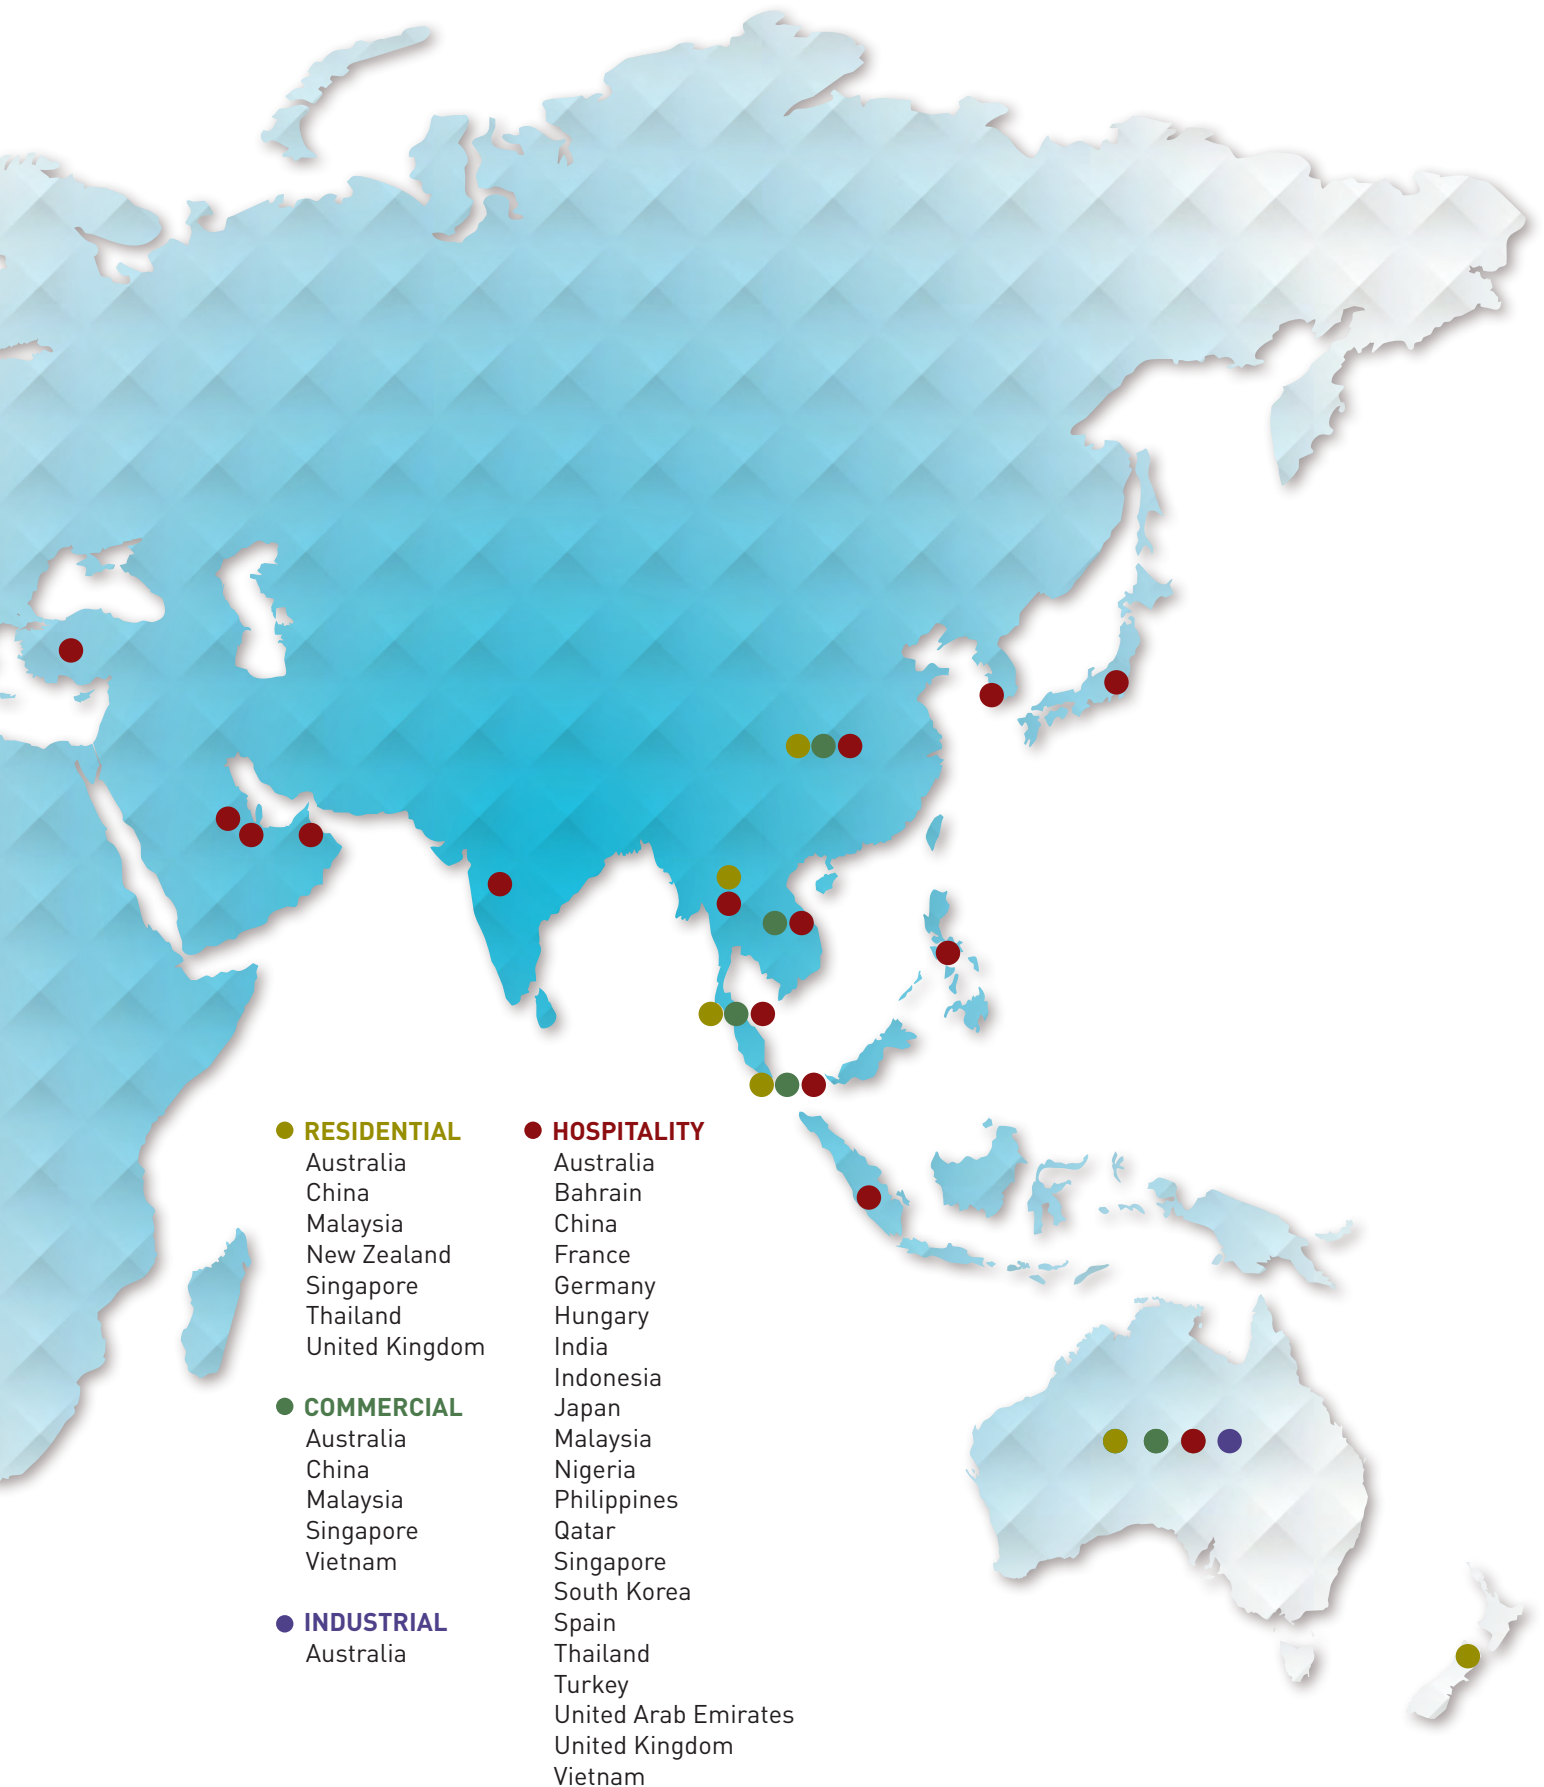 RESIDENTIAL
Australia
China
Malaysia
New Zealand
Singapore
Thailand
United Kingdom
COMMERCIAL
Australia
China
Malaysia
Singapore
Vietnam
INDUSTRIAL
Australia
HOSPITALITY
Australia
Bahrain
China
France
Germany
Hungary
India
Indonesia
Japan
Malaysia
Nigeria
Philippines
Qatar
Singapore
South Korea
Spain
Thailand
Turkey
United Arab Emirates
United Kingdom
Vietnam